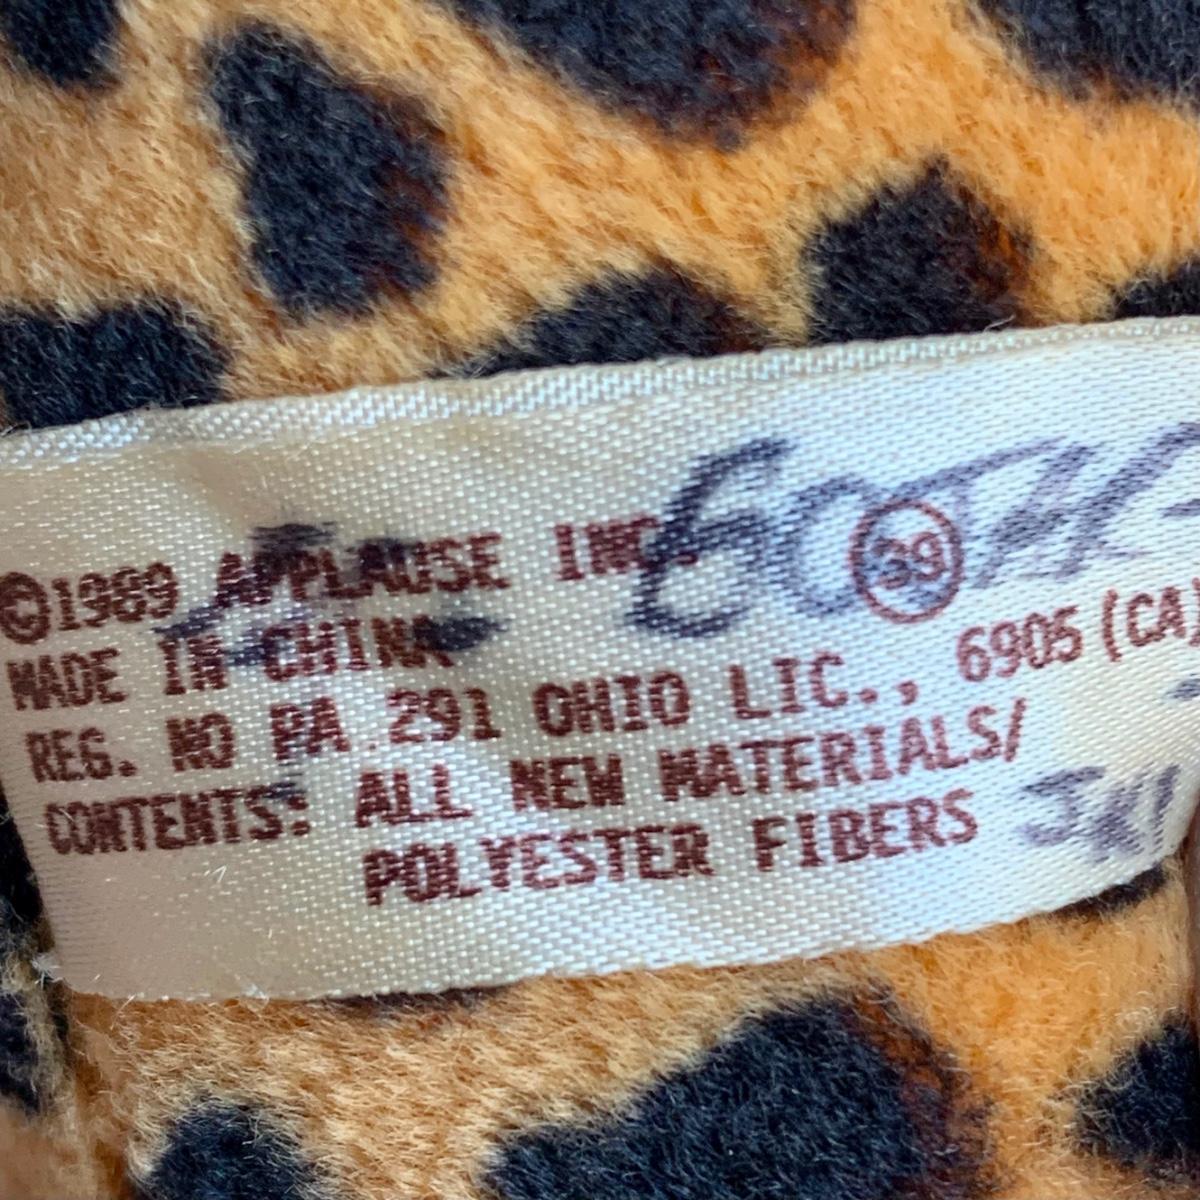 ©1989 APPLAUSE INC. 39
MADE IN CHINA
REG. NO PA 291 OHIO LIC., 6905 (CA)
CONTENTS: ALL NEW MATERIALS/
POLYESTER FIBERS